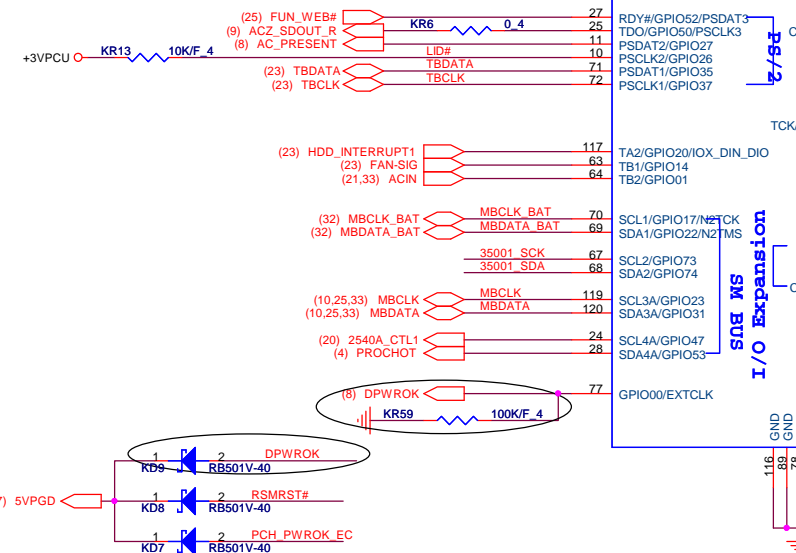 (25) FUN_WEB# 27 RDY#/GPIO52/PSDAT3
(9) ACZ_SDOUT_R KR6 0_4 25 TDO/GPIO50/PSCLK3
(8) AC_PRESENT 11 PSDAT2/GPIO27
+3VPCU KR13 10K/F_4 LID# 10 PSCLK2/GPIO26
(23) TBDATA TBDATA 71 PSDAT1/GPIO35
(23) TBCLK TBCLK 72 PSCLK1/GPIO37
PS/2
TCK/
(23) HDD_INTERRUPT1 117 TA2/GPIO20/IOX_DIN_DIO
(23) FAN-SIG 63 TB1/GPIO14
(21,33) ACIN 64 TB2/GPIO01
(32) MBCLK_BAT MBCLK_BAT 70 SCL1/GPIO17/N2TCK
(32) MBDATA_BAT MBDATA_BAT 69 SDA1/GPIO22/N2TMS
35001_SCK 67 SCL2/GPIO73
35001_SDA 68 SDA2/GPIO74
(10,25,33) MBCLK MBCLK 119 SCL3A/GPIO23
(10,25,33) MBDATA MBDATA 120 SDA3A/GPIO31
(20) 2540A_CTL1 24 SCL4A/GPIO47
(4) PROCHOT 28 SDA4A/GPIO53
SM BUS
I/O Expansion
(8) DPWROK 77 GPIO00/EXTCLK
KR59 100K/F_4
GND
GND
116
89
78
1 2 DPWROK
KD9 RB501V-40
7) 5VPGD
1 2 RSMRST#
KD8 RB501V-40
1 2 PCH_PWROK_EC
KD7 RB501V-40